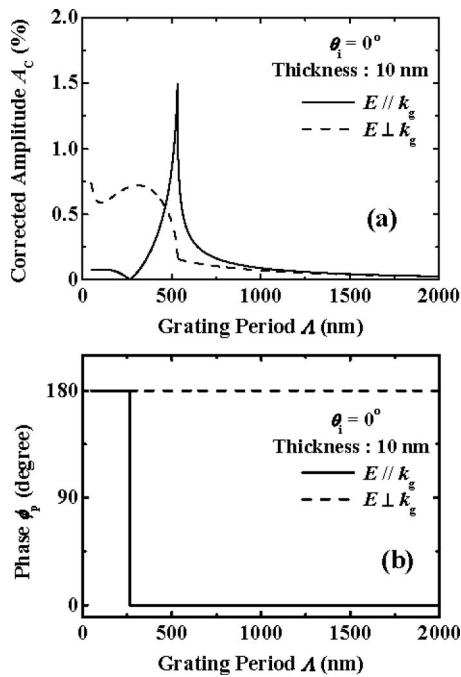 2.0
1.5
1.0
0.5
0
Corrected Amplitude A_C (%)
θ_i = 0°
Thickness : 10 nm
E // k_g
E ⊥ k_g
(a)
0 500 1000 1500 2000
Grating Period Λ (nm)
180
90
0
Phase ϕ_p (degree)
θ_i = 0°
Thickness : 10 nm
E // k_g
E ⊥ k_g
(b)
0 500 1000 1500 2000
Grating Period Λ (nm)